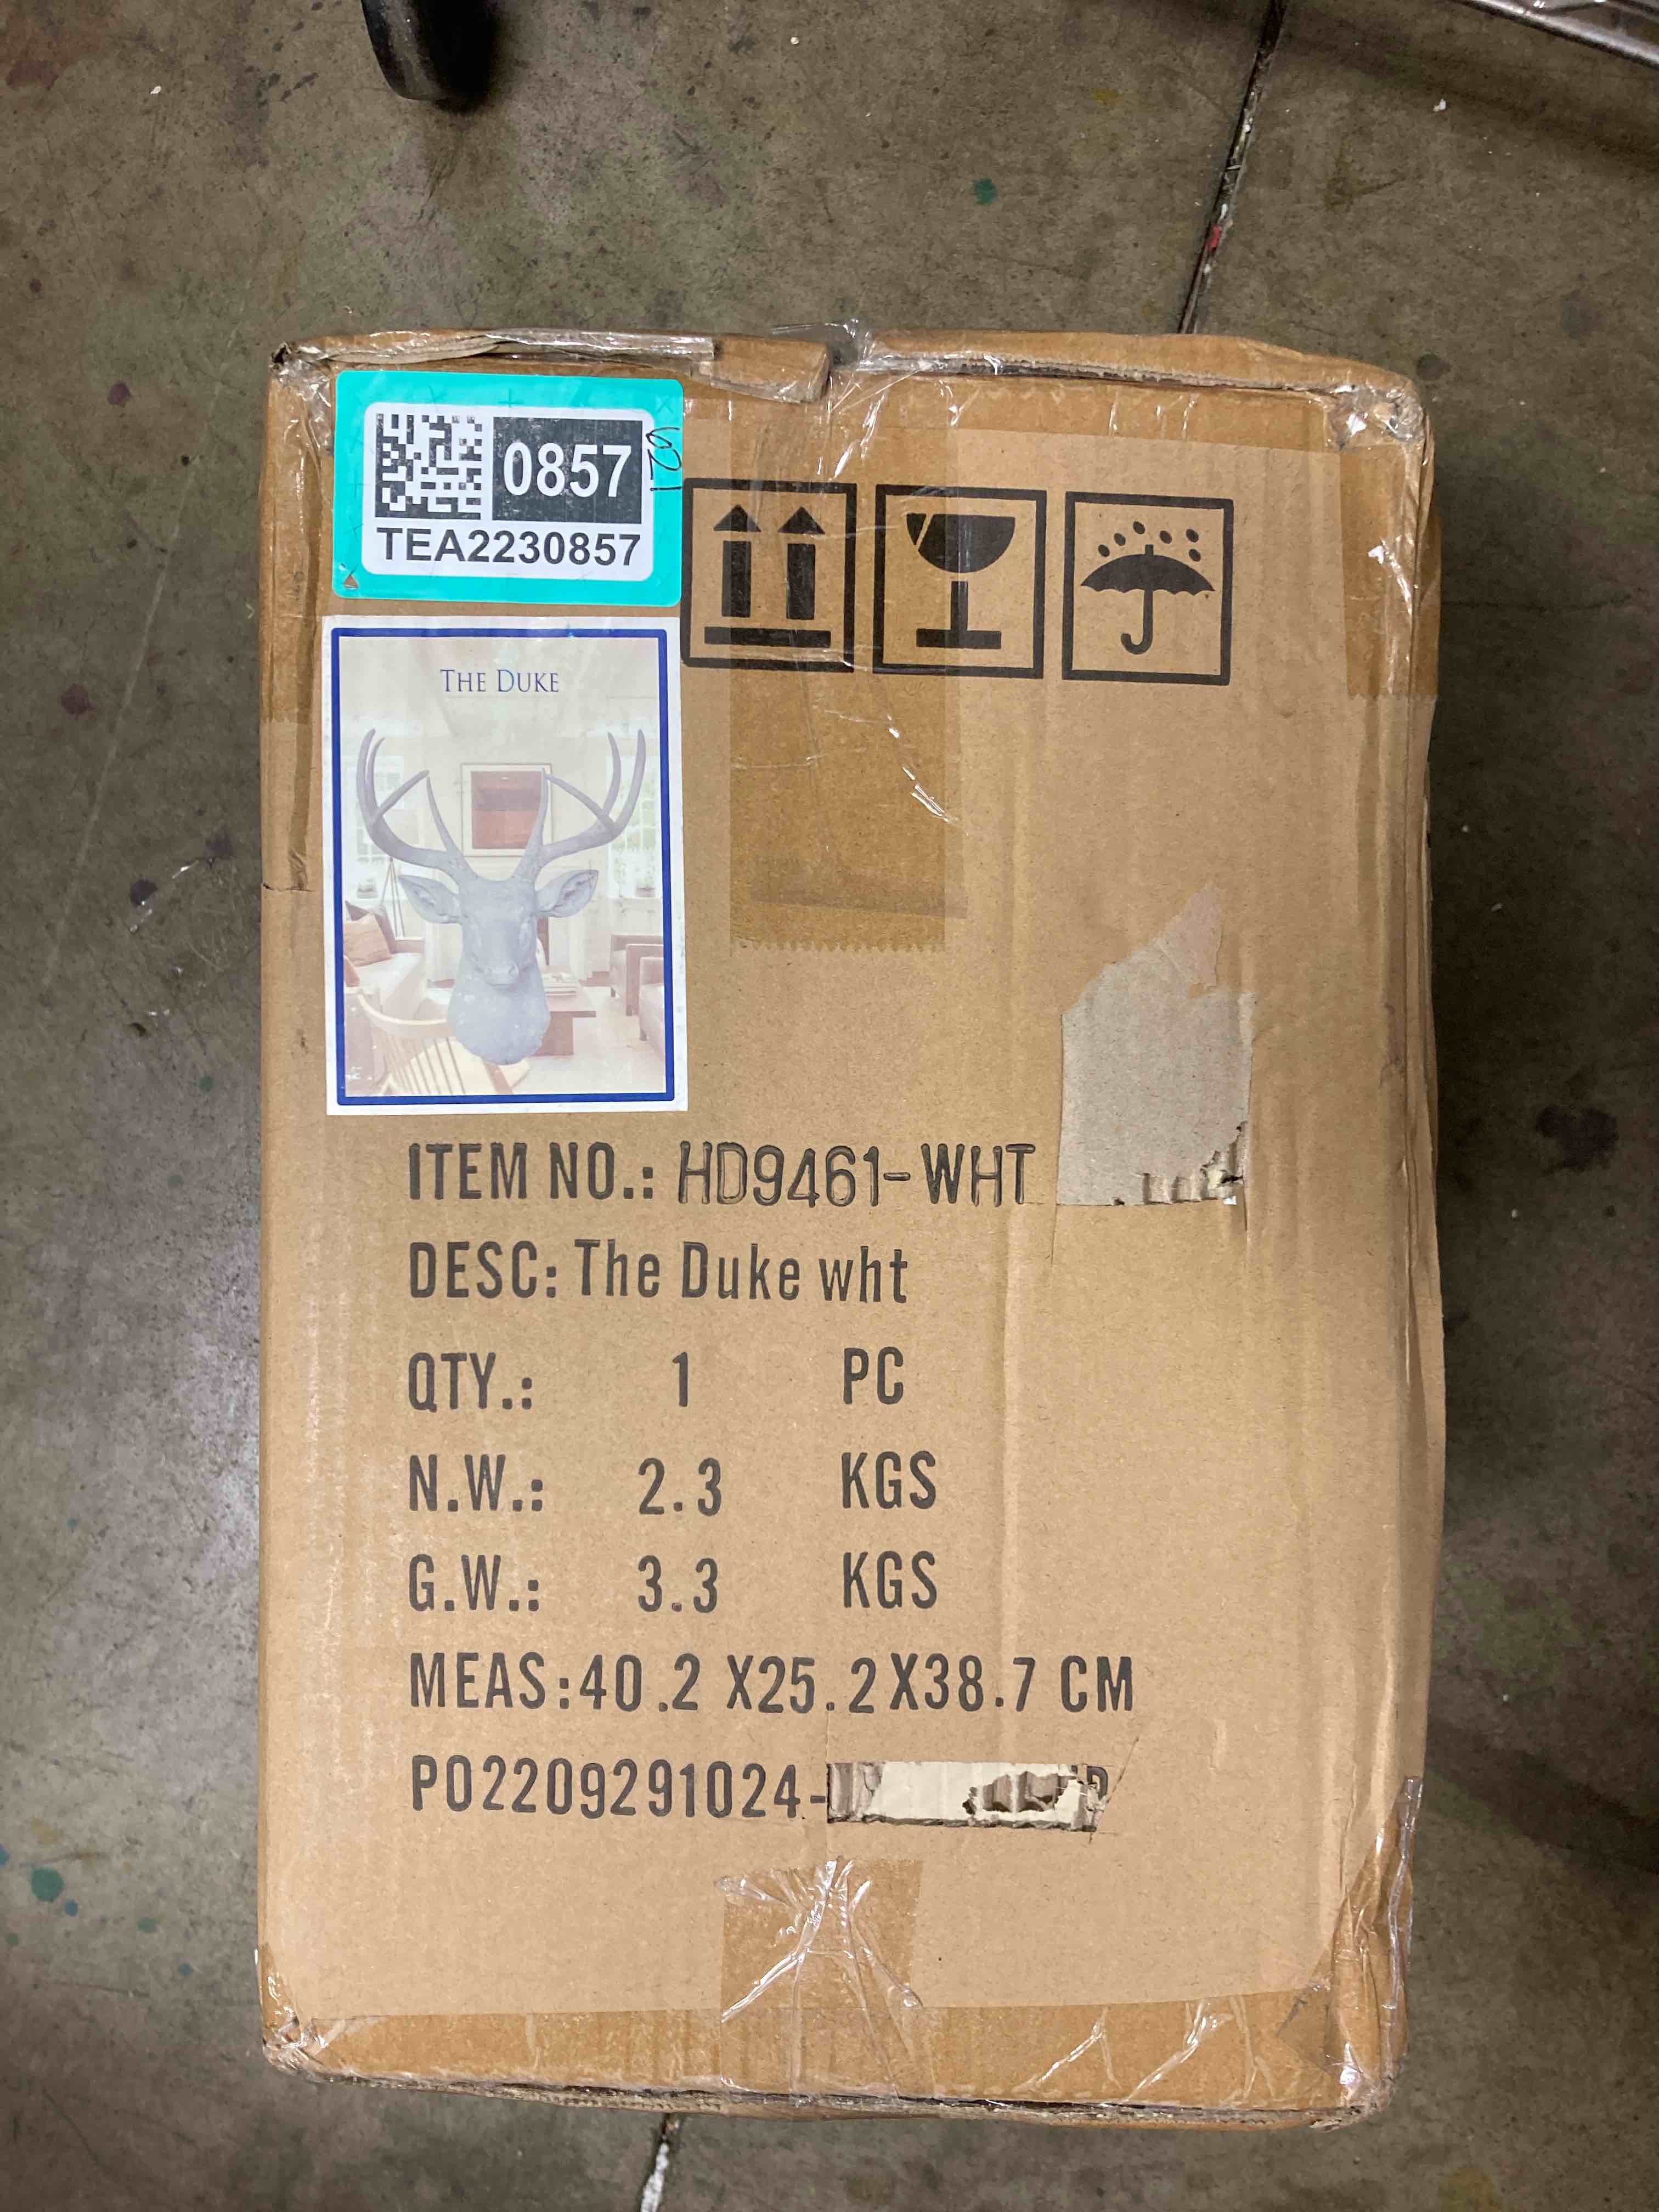 0857
TEA2230857
THE DUKE
ITEM NO.: HD9461-WHT
DESC: The Duke wht
QTY.: 1 PC
N.W.: 2.3 KGS
G.W.: 3.3 KGS
MEAS:40.2 X25.2X38.7 CM
PO2209291024-